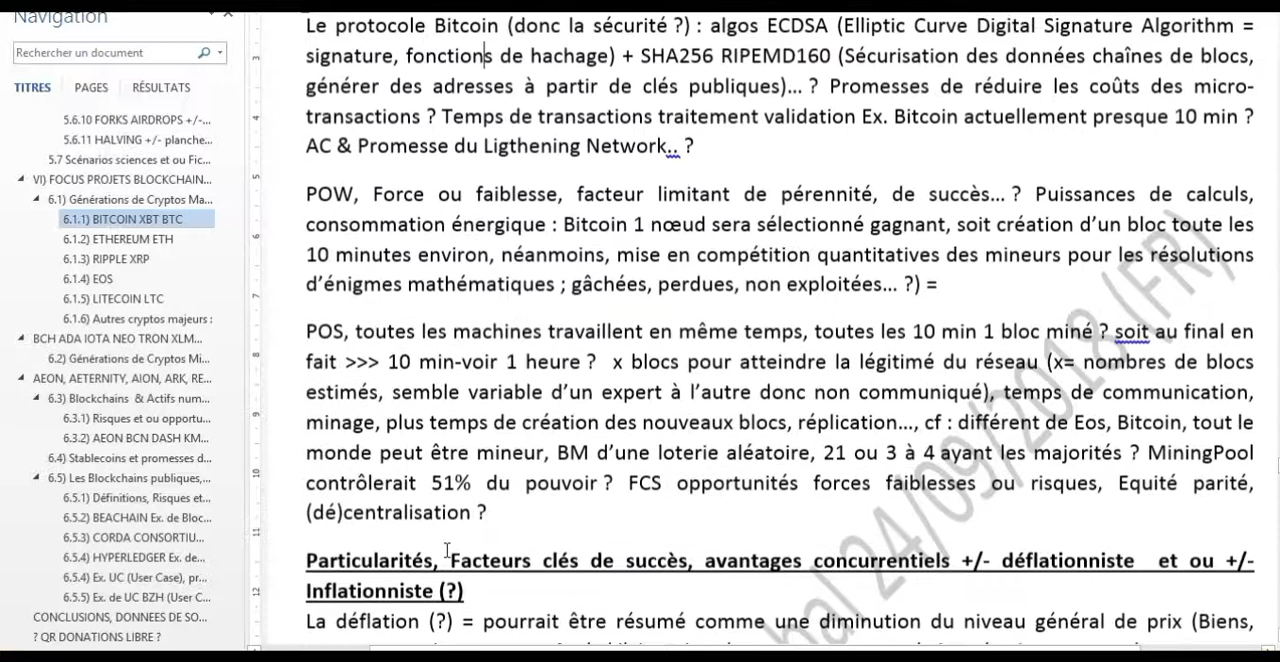 Navigation
Rechercher un document
TITRES PAGES RÉSULTATS
5.6.10 FORKS AIRDROPS +/-...
5.6.11 HALVING +/- planche...
5.7 Scénarios sciences et ou Fic...
VI) FOCUS PROJETS BLOCKCHAIN...
6.1) Générations de Cryptos Ma...
6.1.1) BITCOIN XBT BTC
6.1.2) ETHEREUM ETH
6.1.3) RIPPLE XRP
6.1.4) EOS
6.1.5) LITECOIN LTC
6.1.6) Autres cryptos majeurs :
BCH ADA IOTA NEO TRON XLM...
6.2) Générations de Cryptos Mi...
AEON, AETERNITY, AION, ARK, RE...
6.3) Blockchains & Actifs num...
6.3.1) Risques et ou opportu...
6.3.2) AEON BCN DASH KM...
6.4) Stablecoins et promesses d...
6.5) Les Blockchains publiques,...
6.5.1) Définitions, Risques et...
6.5.2) BEACHAIN Ex. de Bloc...
6.5.3) CORDA CONSORTIU...
6.5.4) HYPERLEDGER Ex. de...
6.5.4) Ex. UC (User Case), pr...
6.5.5) Ex. de UC BZH (User C...
CONCLUSIONS, DONNEES DE SO...
? QR DONATIONS LIBRE ?
3
4
5
6
7
8
9
10
11
12
Le protocole Bitcoin (donc la sécurité ?) : algos ECDSA (Elliptic Curve Digital Signature Algorithm =
signature, fonctions de hachage) + SHA256 RIPEMD160 (Sécurisation des données chaînes de blocs,
générer des adresses à partir de clés publiques)... ? Promesses de réduire les coûts des micro-
transactions ? Temps de transactions traitement validation Ex. Bitcoin actuellement presque 10 min ?
AC & Promesse du Ligthening Network.. ?
POW, Force ou faiblesse, facteur limitant de pérennité, de succès... ? Puissances de calculs,
consommation énergique : Bitcoin 1 nœud sera sélectionné gagnant, soit création d’un bloc toute les
10 minutes environ, néanmoins, mise en compétition quantitatives des mineurs pour les résolutions
d’énigmes mathématiques ; gâchées, perdues, non exploitées... ?) =
POS, toutes les machines travaillent en même temps, toutes les 10 min 1 bloc miné ? soit au final en
fait >>> 10 min-voir 1 heure ? x blocs pour atteindre la légitimé du réseau (x= nombres de blocs
estimés, semble variable d’un expert à l’autre donc non communiqué), temps de communication,
minage, plus temps de création des nouveaux blocs, réplication..., cf : différent de Eos, Bitcoin, tout le
monde peut être mineur, BM d’une loterie aléatoire, 21 ou 3 à 4 ayant les majorités ? MiningPool
contrôlerait 51% du pouvoir ? FCS opportunités forces faiblesses ou risques, Equité parité,
(dé)centralisation ?
Particularités, Facteurs clés de succès, avantages concurrentiels +/- déflationniste et ou +/-
Inflationniste (?)
La déflation (?) = pourrait être résumé comme une diminution du niveau général de prix (Biens,
24/09/2018 (FR)